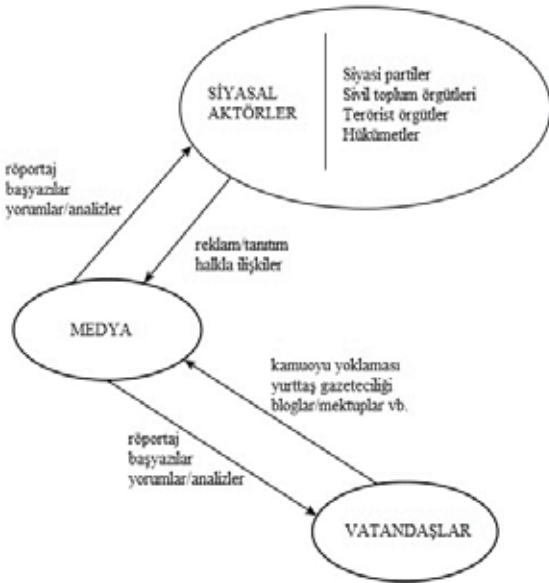 SİYASAL
AKTÖRLER
Siyasi partiler
Sivil toplum örgütleri
Terörist örgütler
Hükümetler
röportaj
başyazılar
yorumlar/analizler
reklam/tanıtım
halkla ilişkiler
MEDYA
kamuoyu yoklaması
yurttaş gazeteciliği
bloglar/mektuplar vb.
röportaj
başyazılar
yorumlar/analizler
VATANDAŞLAR